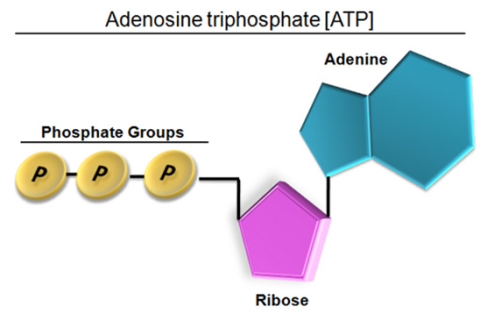 Adenosine triphosphate [ATP]
Adenine
Phosphate Groups
P P P
Ribose